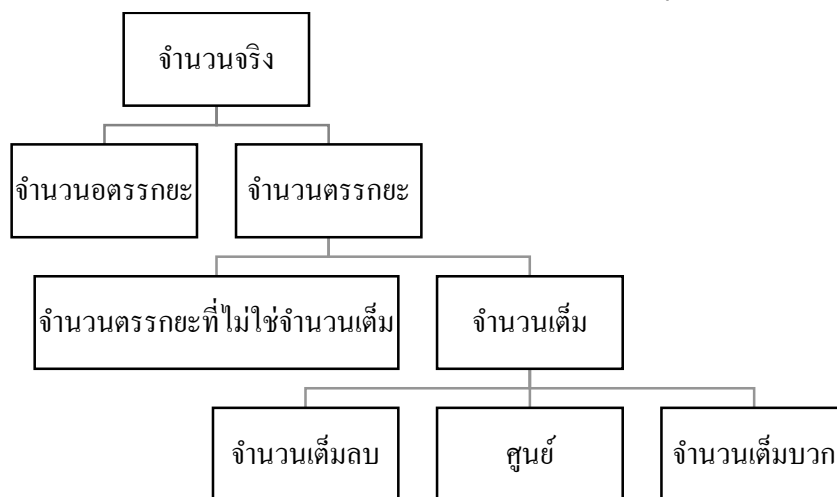 จำนวนจริง
จำนวนอตรรกยะ
จำนวนตรรกยะ
จำนวนตรรกยะที่ไม่ใช่จำนวนเต็ม
จำนวนเต็ม
จำนวนเต็มลบ
ศูนย์
จำนวนเต็มบวก